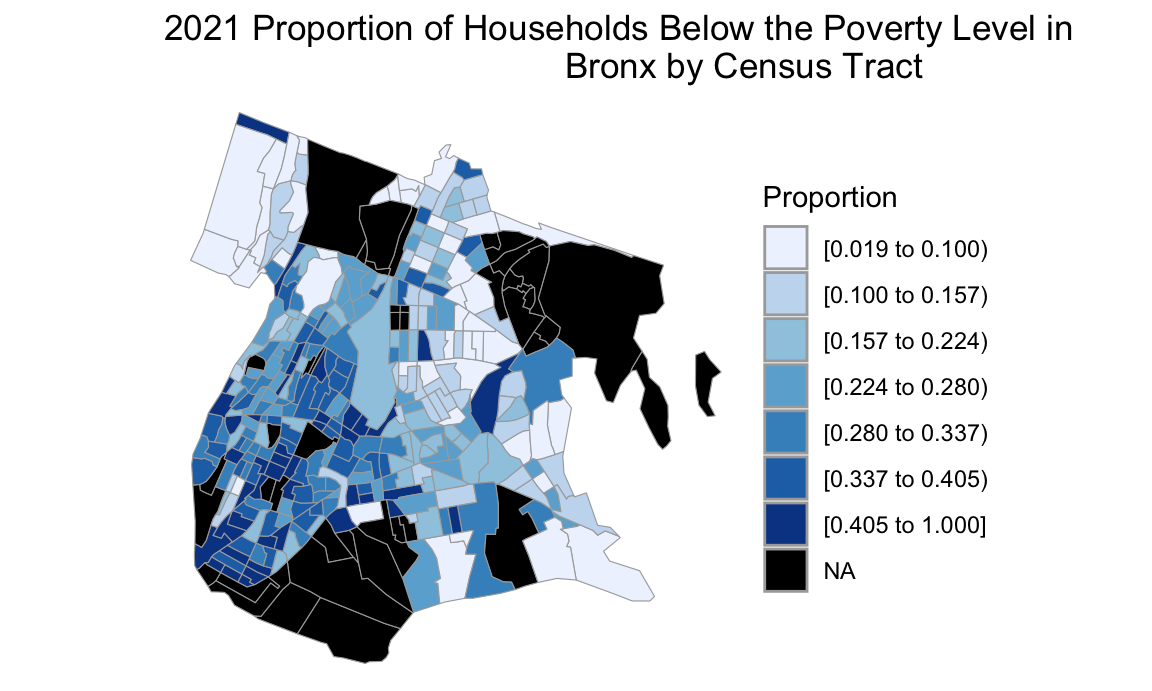 2021 Proportion of Households Below the Poverty Level in
Bronx by Census Tract
Proportion
[0.019 to 0.100)
[0.100 to 0.157)
[0.157 to 0.224)
[0.224 to 0.280)
[0.280 to 0.337)
[0.337 to 0.405)
[0.405 to 1.000]
NA